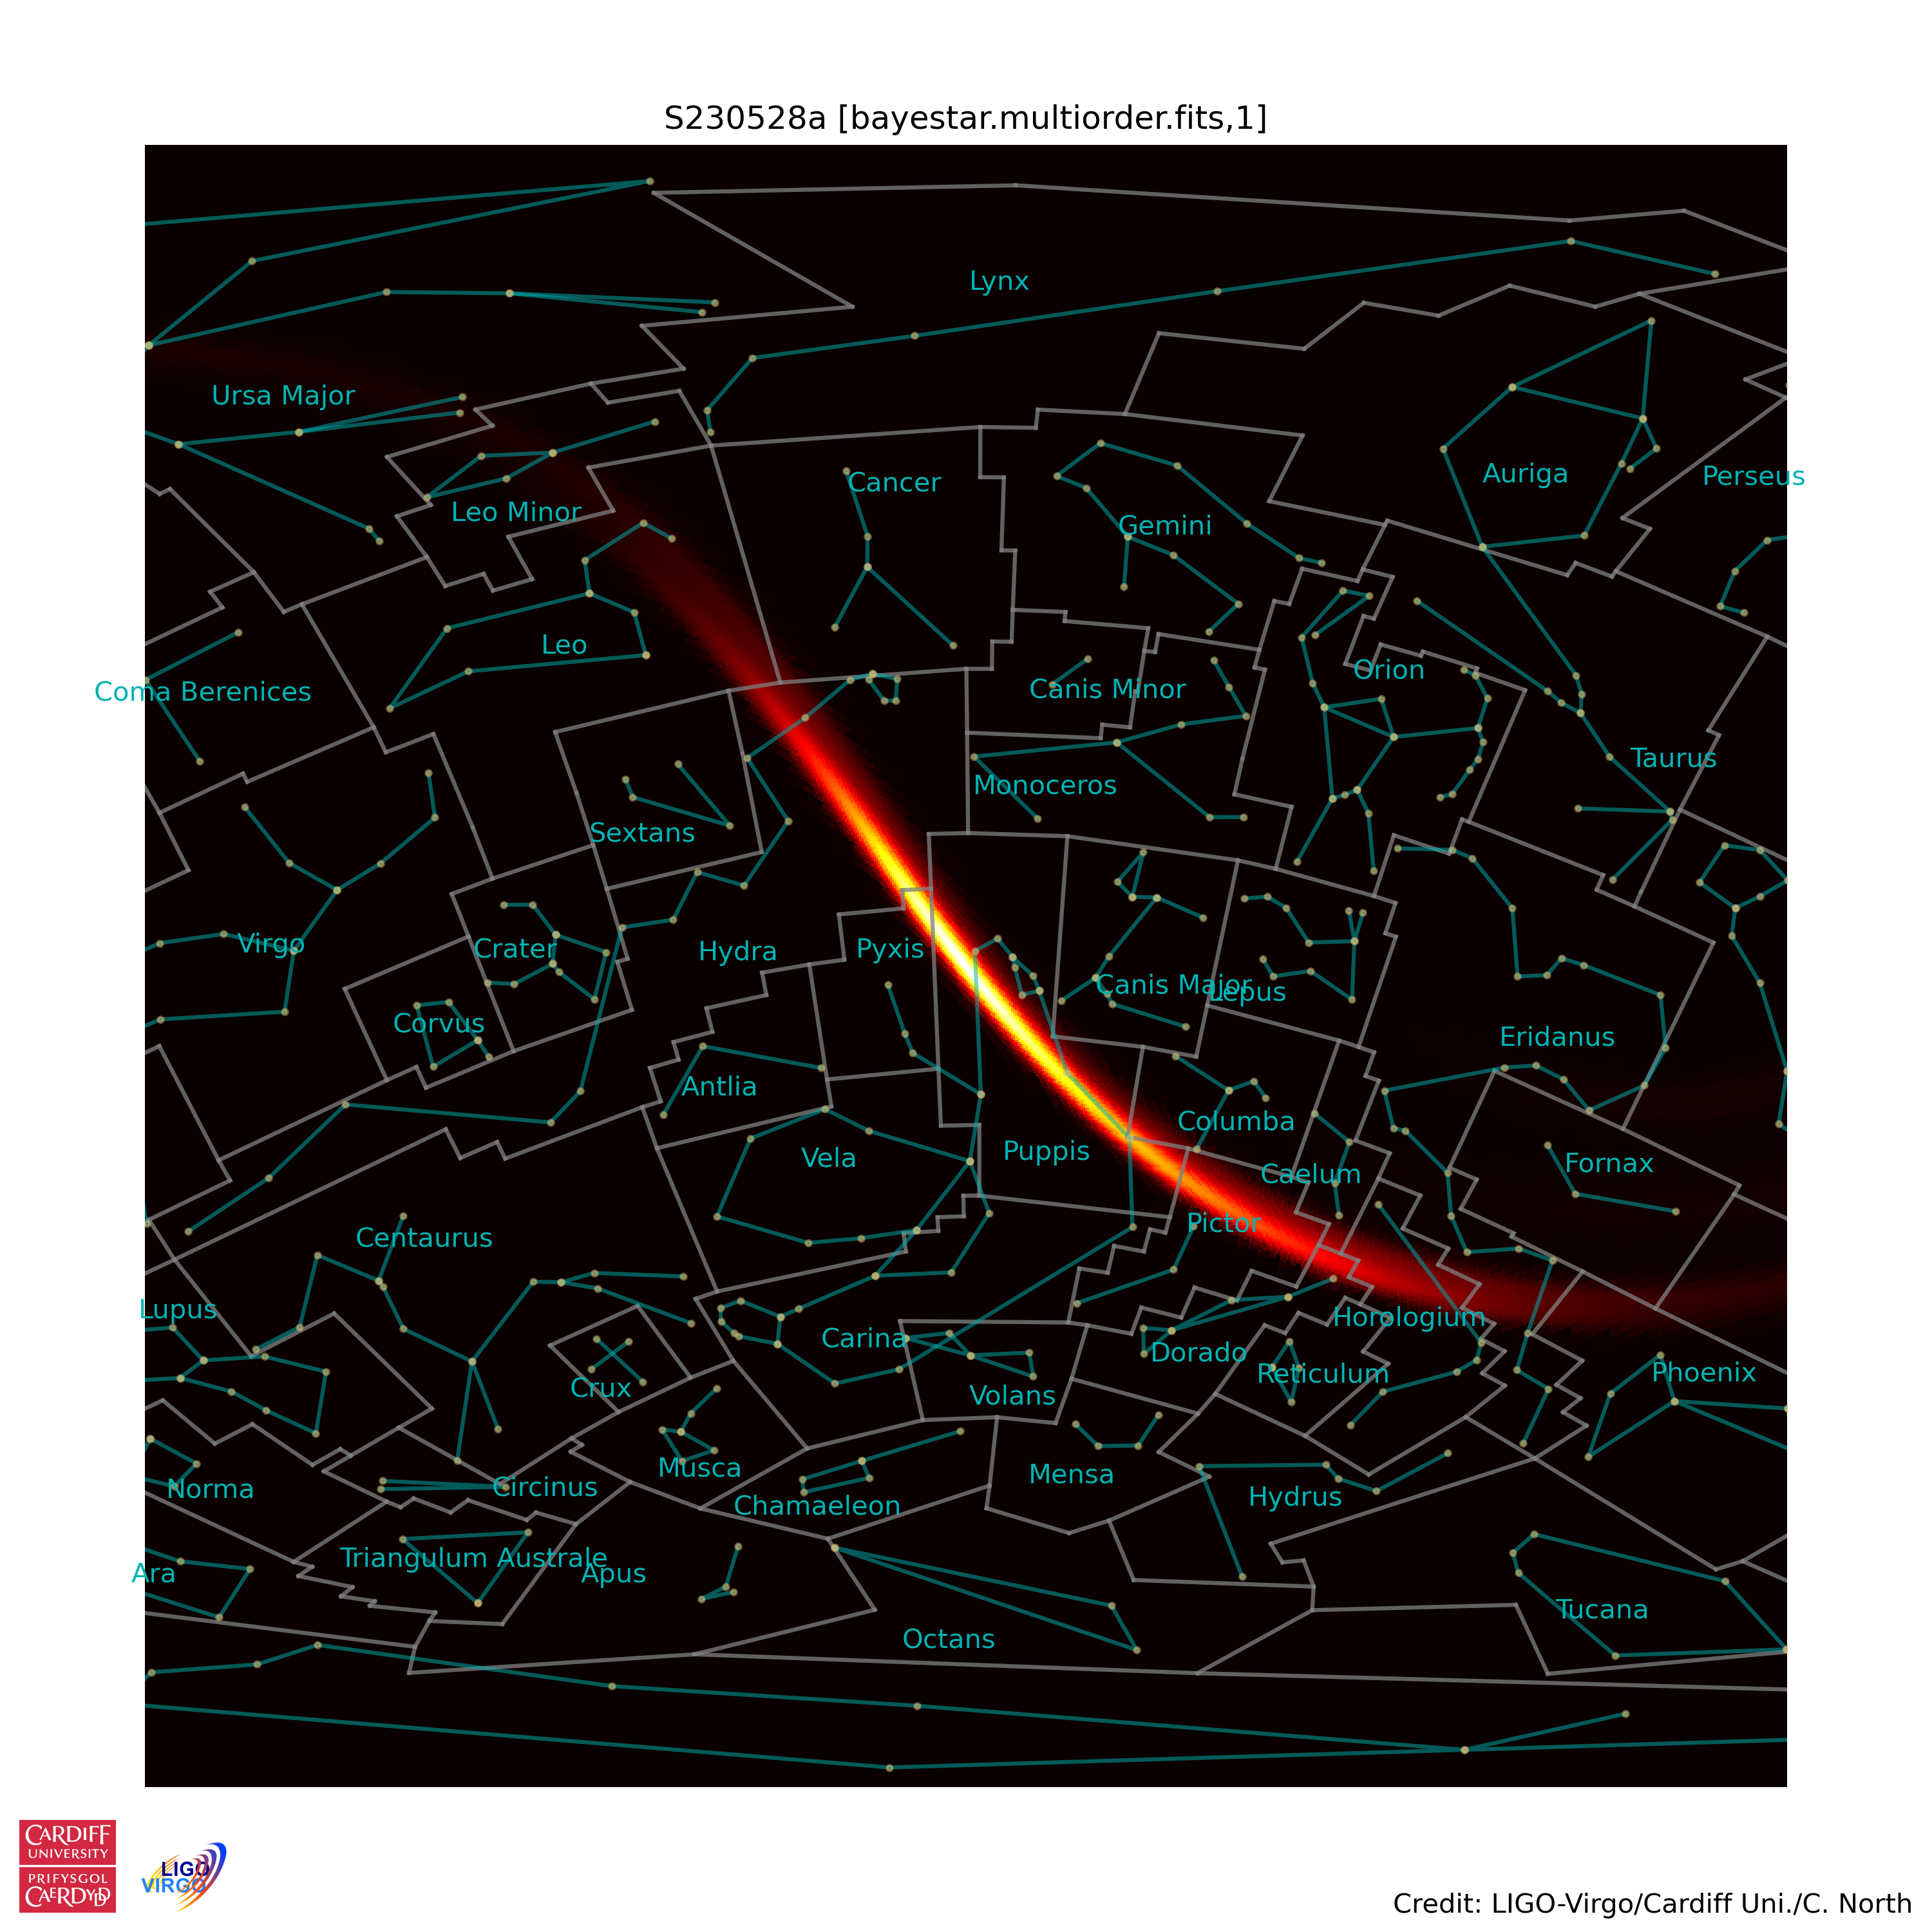 S230528a [bayestar.multiorder.fits,1]
Lynx
Ursa Major
Cancer
Auriga
Perseus
Leo Minor
Gemini
Leo
Orion
Coma Berenices
Canis Minor
Taurus
Monoceros
Sextans
Virgo
Crater
Hydra
Pyxis
Canis Major
Lepus
Corvus
Eridanus
Antlia
Columba
Vela
Puppis
Caelum
Fornax
Centaurus
Pictor
Lupus
Carina
Horologium
Dorado
Crux
Volans
Reticulum
Phoenix
Norma
Circinus
Musca
Mensa
Chamaeleon
Hydrus
Ara
Triangulum Australe
Apus
Tucana
Octans
CARDIFF
UNIVERSITY
PRIFYSGOL
CAERDYDD
LIGO
VIRGO
Credit: LIGO-Virgo/Cardiff Uni./C. North